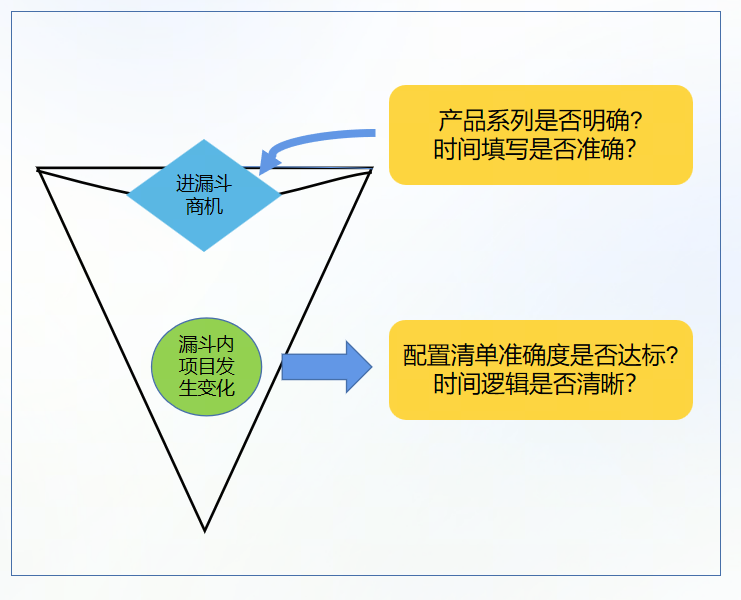 产品系列是否明确?
时间填写是否准确?
进漏斗
商机
漏斗内
项目发
生变化
配置清单准确度是否达标?
时间逻辑是否清晰?